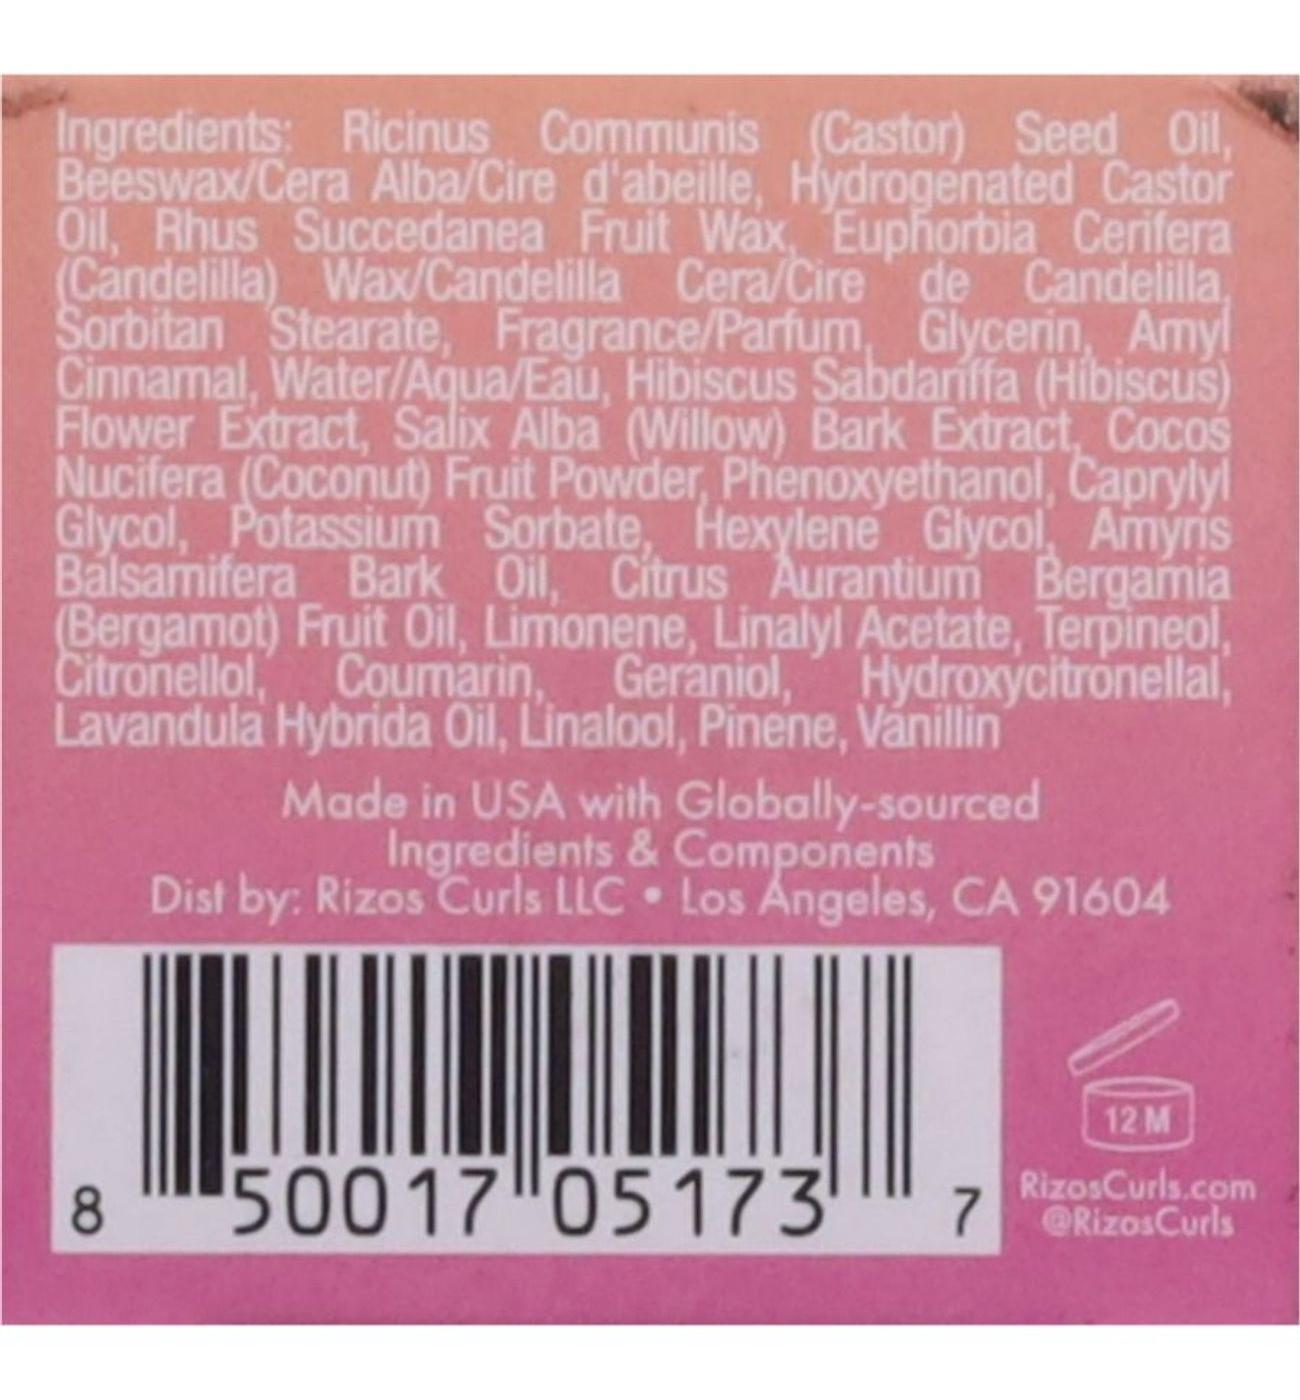 Ingredients: Ricinus Communis (Castor) Seed Oil,
Beeswax/Cera Alba/Cire d'abeille, Hydrogenated Castor
Oil, Rhus Succedanea Fruit Wax, Euphorbia Cerifera
(Candelilla) Wax/Candelilla Cera/Cire de Candelilla,
Sorbitan Stearate, Fragrance/Parfum, Glycerin, Amyl
Cinnamal, Water/Aqua/Eau, Hibiscus Sabdariffa (Hibiscus)
Flower Extract, Salix Alba (Willow) Bark Extract, Cocos
Nucifera (Coconut) Fruit Powder, Phenoxyethanol, Caprylyl
Glycol, Potassium Sorbate, Hexylene Glycol, Amyris
Balsamifera Bark Oil, Citrus Aurantium Bergamia
(Bergamot) Fruit Oil, Limonene, Linalyl Acetate, Terpineol,
Citronellol, Coumarin, Geraniol, Hydroxycitronellal,
Lavandula Hybrida Oil, Linalool, Pinene, Vanillin
Made in USA with Globally-sourced
Ingredients & Components
Dist by: Rizos Curls LLC • Los Angeles, CA 91604
8 50017 05173 7
12 M
RizosCurls.com
@RizosCurls